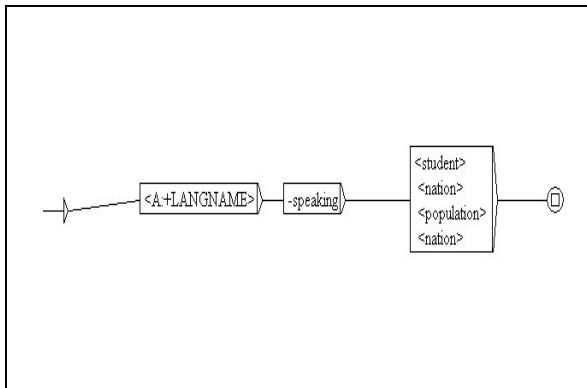 <A:+LANGNAME>
-speaking
<student>
<nation>
<population>
<nation>